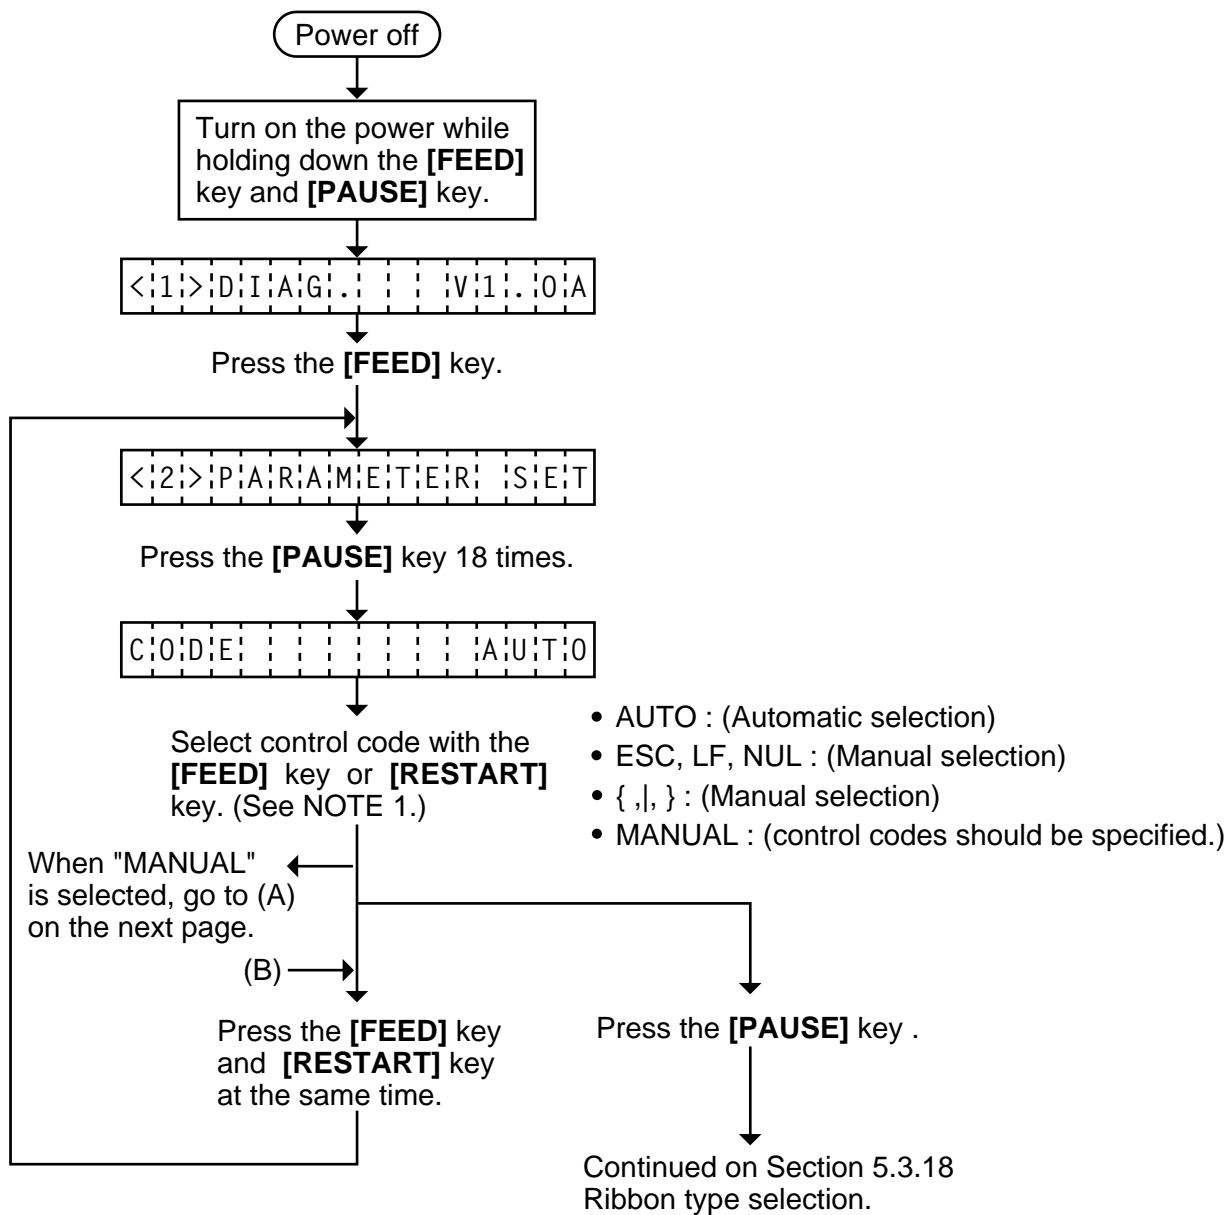 Power off
Turn on the power while
holding down the [FEED]
key and [PAUSE] key.
<1>DIAG.   V1.0A
Press the [FEED] key.
<2>PARAMETER SET
Press the [PAUSE] key 18 times.
CODE        AUTO
Select control code with the
[FEED] key or [RESTART]
key. (See NOTE 1.)
• AUTO : (Automatic selection)
• ESC, LF, NUL : (Manual selection)
• { ,|, } : (Manual selection)
• MANUAL : (control codes should be specified.)
When "MANUAL"
is selected, go to (A)
on the next page.
(B)
Press the [FEED] key
and [RESTART] key
at the same time.
Press the [PAUSE] key .
Continued on Section 5.3.18
Ribbon type selection.